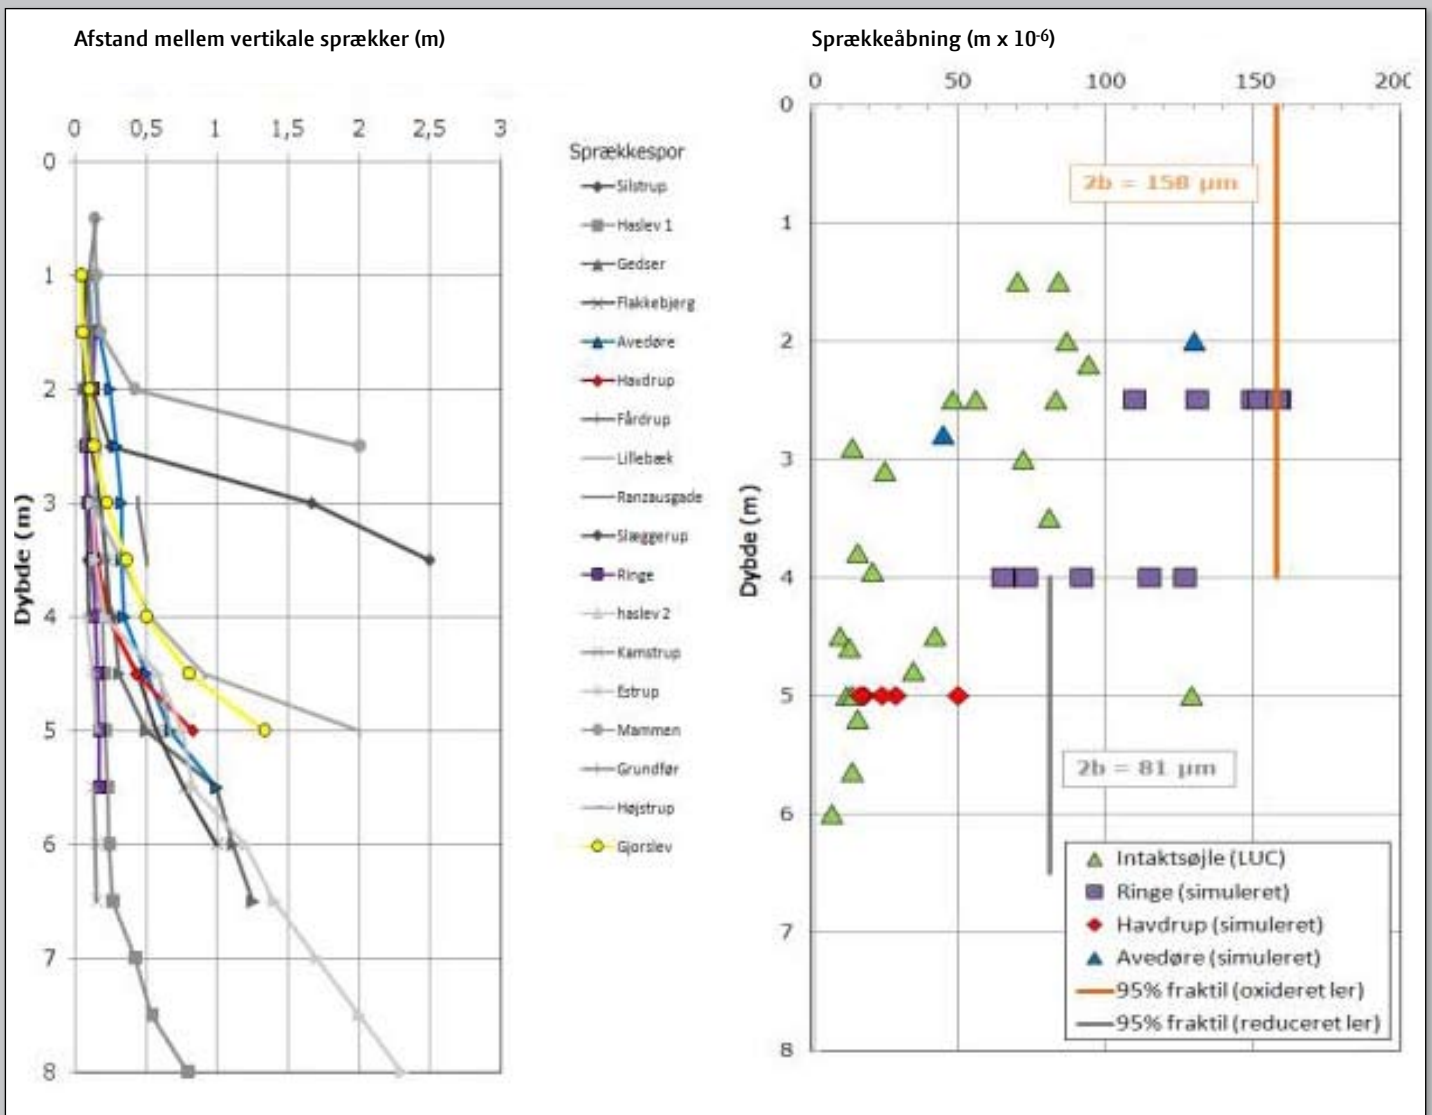 Afstand mellem vertikale sprækker (m)
0 0,5 1 1,5 2 2,5 3
0
1
2
3
4
5
6
7
8
Dybde (m)
Sprækkespor
Silstrup
Haslev 1
Gedser
Flakkebjerg
Avedøre
Havdrup
Fårdrup
Lillebæk
Ranzausgade
Slæggerup
Ringe
haslev 2
Kamstrup
Estrup
Mammen
Grundfør
Højstrup
Gjorslev
Sprækkeåbning (m x 10-6)
0 50 100 150 200
0
1
2
3
4
5
6
7
8
Dybde (m)
2b = 158 µm
2b = 81 µm
Intaktsøjle (LUC)
Ringe (simuleret)
Havdrup (simuleret)
Avedøre (simuleret)
95% fraktil (oxideret ler)
95% fraktil (reduceret ler)